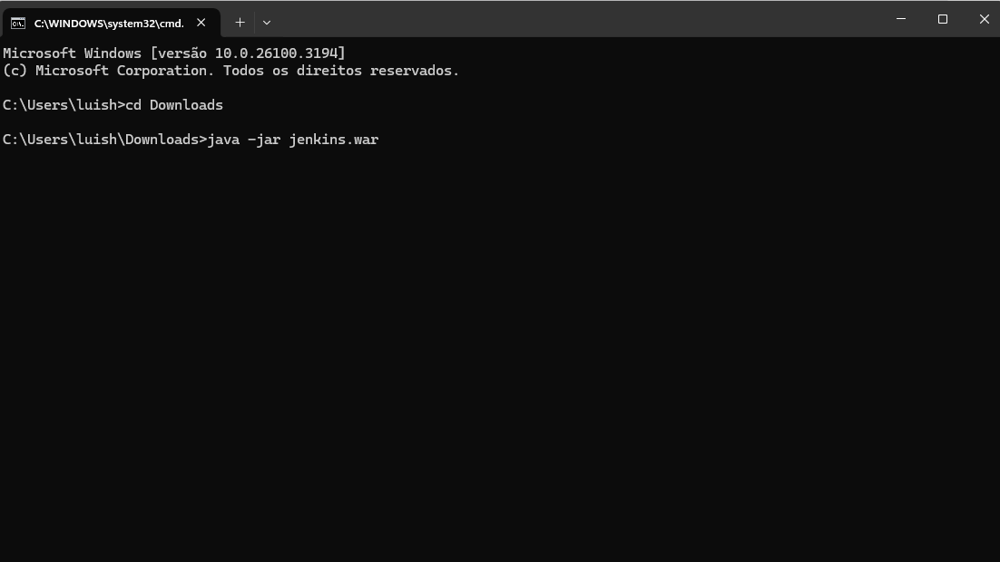 C:\WINDOWS\system32\cmd.
Microsoft Windows [versão 10.0.26100.3194]
(c) Microsoft Corporation. Todos os direitos reservados.
C:\Users\luish>cd Downloads
C:\Users\luish\Downloads>java -jar jenkins.war